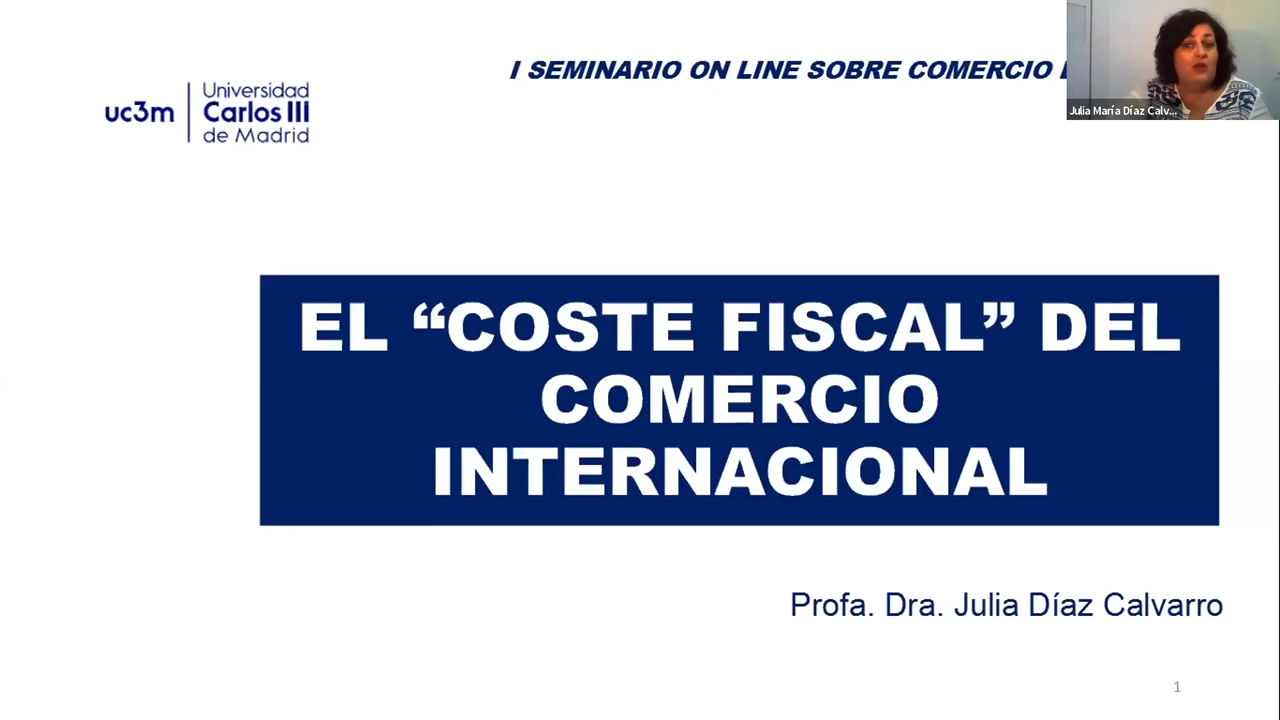 I SEMINARIO ON LINE SOBRE COMERCIO
Julia María Díaz Calv...
uc3m
Universidad
Carlos III
de Madrid
EL “COSTE FISCAL” DEL
COMERCIO
INTERNACIONAL
Profa. Dra. Julia Díaz Calvarro
1